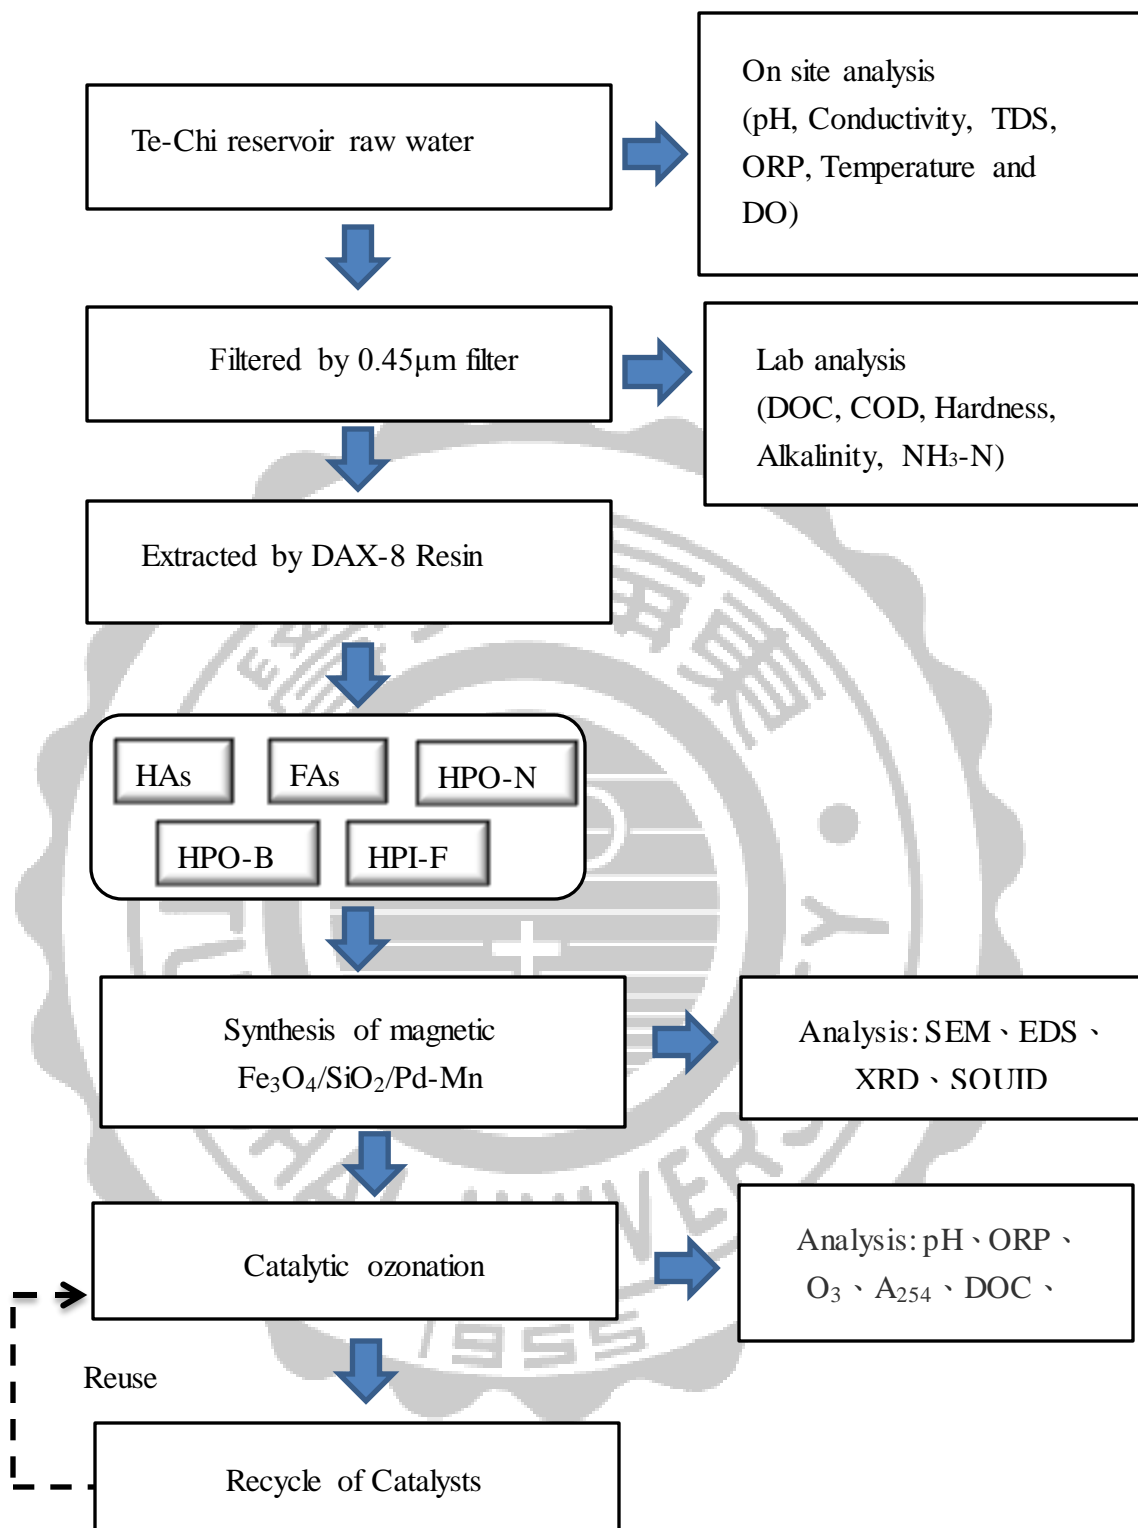 On site analysis
(pH, Conductivity, TDS,
ORP, Temperature and
DO)
Te-Chi reservoir raw water
Filtered by 0.45μm filter
Lab analysis
(DOC, COD, Hardness,
Alkalinity, NH₃-N)
Extracted by DAX-8 Resin
HAs
FAs
HPO-N
HPO-B
HPI-F
Synthesis of magnetic
Fe₃O₄/SiO₂/Pd-Mn
Analysis: SEM、EDS、
XRD、SQUID
Catalytic ozonation
Analysis: pH、ORP、
O₃、A₂₅₄、DOC、
Reuse
Recycle of Catalysts
UNIVERSITY
1955